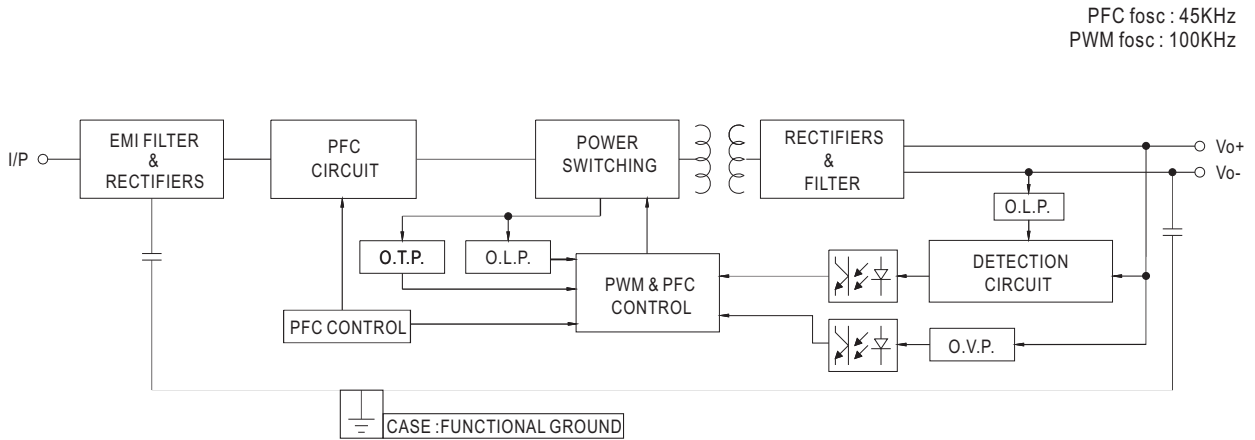 PFC fosc : 45KHz
PWM fosc : 100KHz
I/P
EMI FILTER
&
RECTIFIERS
PFC
CIRCUIT
POWER
SWITCHING
RECTIFIERS
&
FILTER
Vo+
Vo-
O.L.P.
O.T.P.
O.L.P.
PWM & PFC
CONTROL
DETECTION
CIRCUIT
PFC CONTROL
O.V.P.
CASE :FUNCTIONAL GROUND